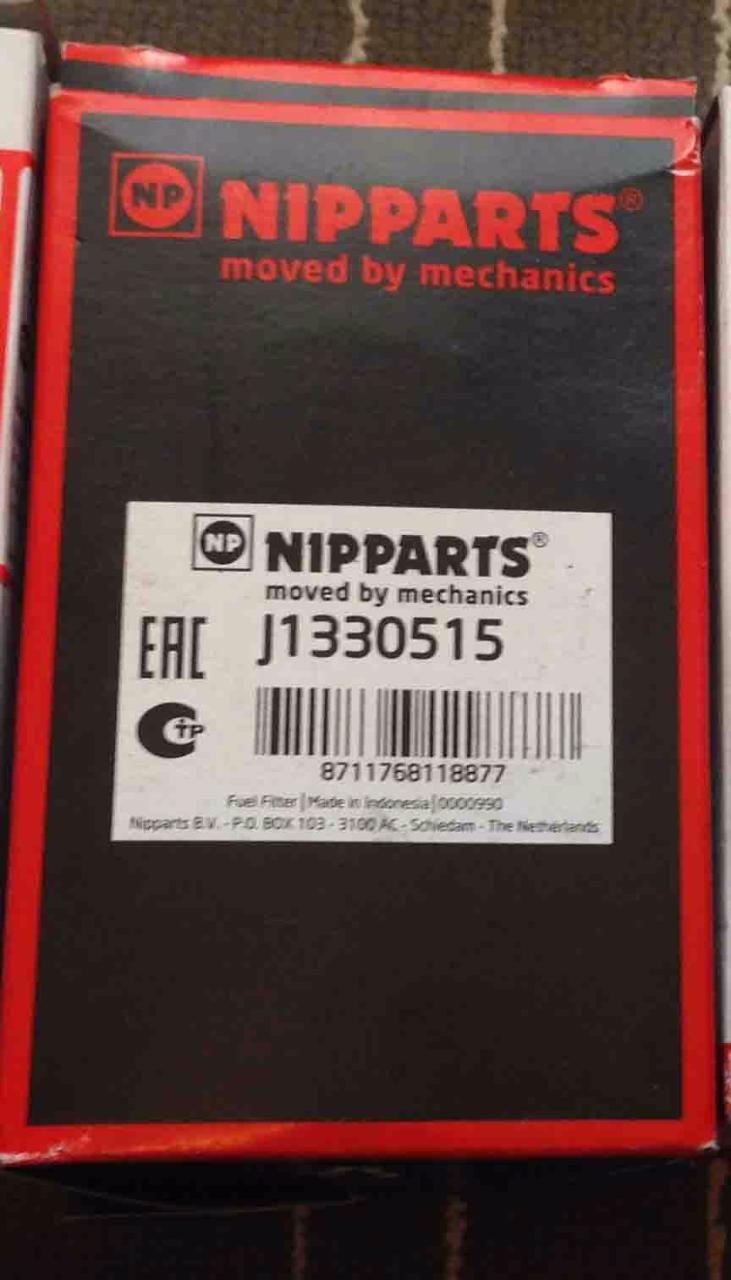 NP NIPPARTS®
moved by mechanics
NP NIPPARTS®
moved by mechanics
EAC J1330515
СТР
8711768118877
Fuel Filter | Made in Indonesia | 0000990
Nipparts B.V. - P.O. BOX 103 - 3100 AC - Schiedam - The Netherlands